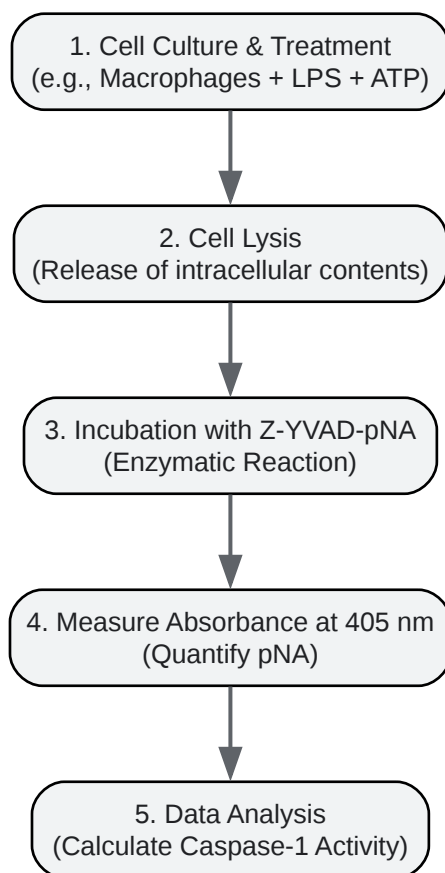 1. Cell Culture & Treatment
(e.g., Macrophages + LPS + ATP)
2. Cell Lysis
(Release of intracellular contents)
3. Incubation with Z-YVAD-pNA
(Enzymatic Reaction)
4. Measure Absorbance at 405 nm
(Quantify pNA)
5. Data Analysis
(Calculate Caspase-1 Activity)